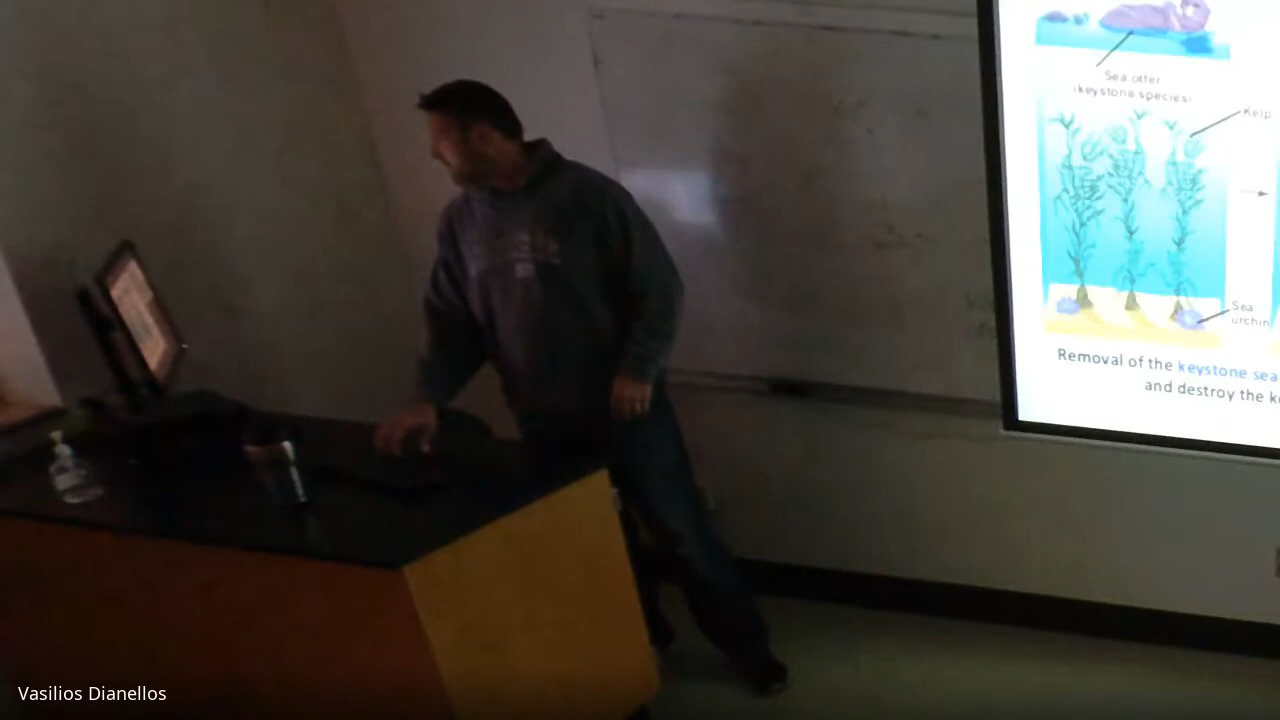 Sea otter
(keystone species)
Kelp
Sea
urchin
Removal of the keystone sea
and destroy the
Vasilios Dianellos